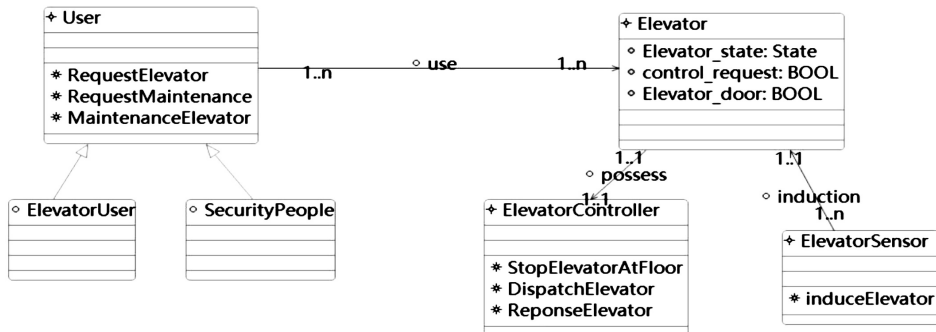 User
RequestElevator
RequestMaintenance
MaintenanceElevator
1..n
use
1..n
Elevator
Elevator_state: State
control_request: BOOL
Elevator_door: BOOL
ElevatorUser
SecurityPeople
1..1
possess
1..1
ElevatorController
StopElevatorAtFloor
DispatchElevator
ReponseElevator
1..1
induction
1..n
ElevatorSensor
induceElevator